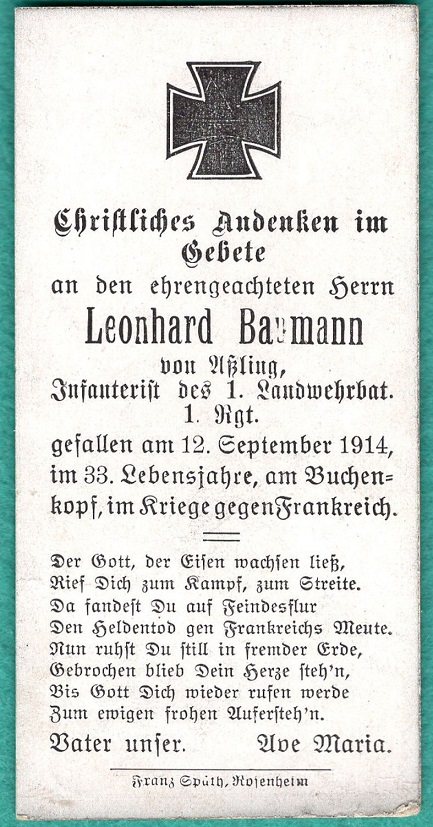 Christliches Andenken im
Gebete
an den ehrengeachteten Herrn
Leonhard Baumann
von Aßling,
Infanterist des 1. Landwehrbat.
1. Rgt.
gefallen am 12. September 1914,
im 33. Lebensjahre, am Buchen=
kopf, im Kriege gegen Frankreich.
Der Gott, der Eisen wachsen ließ,
Rief Dich zum Kampf, zum Streite.
Da fandest Du auf Feindesflur
Den Heldentod gen Frankreichs Meute.
Nun ruhst Du still in fremder Erde,
Gebrochen blieb Dein Herze steh'n,
Bis Gott Dich wieder rufen werde
Zum ewigen frohen Aufersteh'n.
Vater unser. Ave Maria.
Franz Späth, Rosenheim